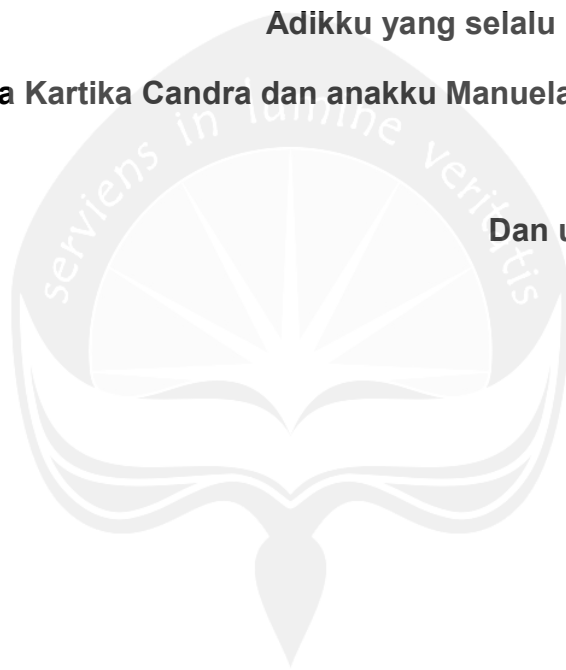 Adikku yang selalu
a Kartika Candra dan anakku Manuela
serviens in lumine veritatis
Dan u